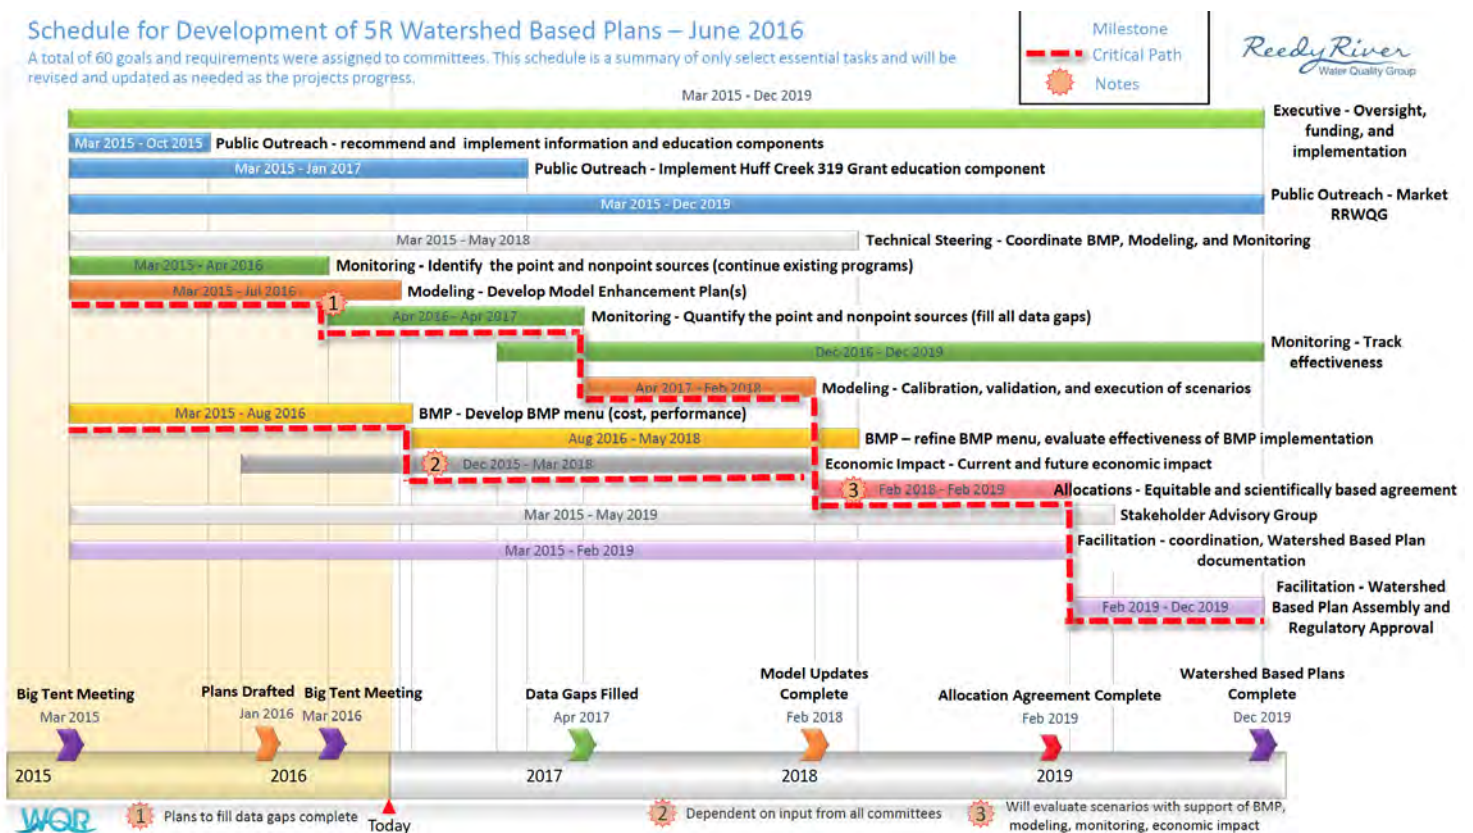 Schedule for Development of 5R Watershed Based Plans – June 2016
A total of 60 goals and requirements were assigned to committees. This schedule is a summary of only select essential tasks and will be
revised and updated as needed as the projects progress.
Milestone
Critical Path
Notes
ReedyRiver
Water Quality Group
Mar 2015 - Dec 2019
Executive - Oversight,
funding, and
implementation
Mar 2015 - Oct 2015
Public Outreach - recommend and implement information and education components
Mar 2015 - Jan 2017
Public Outreach - Implement Huff Creek 319 Grant education component
Mar 2015 - Dec 2019
Public Outreach - Market
RRWQG
Mar 2015 - May 2018
Technical Steering - Coordinate BMP, Modeling, and Monitoring
Mar 2015 - Apr 2016
Monitoring - Identify the point and nonpoint sources (continue existing programs)
Mar 2015 - Jul 2016
Modeling - Develop Model Enhancement Plan(s)
1
Apr 2016 - Apr 2017
Monitoring - Quantify the point and nonpoint sources (fill all data gaps)
Dec 2016 - Dec 2019
Monitoring - Track
effectiveness
Apr 2017 - Feb 2018
Modeling - Calibration, validation, and execution of scenarios
Mar 2015 - Aug 2016
BMP - Develop BMP menu (cost, performance)
Aug 2016 - May 2018
BMP – refine BMP menu, evaluate effectiveness of BMP implementation
2
Dec 2015 - Mar 2018
Economic Impact - Current and future economic impact
3
Feb 2018 - Feb 2019
Allocations - Equitable and scientifically based agreement
Mar 2015 - May 2019
Stakeholder Advisory Group
Mar 2015 - Feb 2019
Facilitation - coordination, Watershed Based Plan
documentation
Feb 2019 - Dec 2019
Facilitation - Watershed
Based Plan Assembly and
Regulatory Approval
Big Tent Meeting
Mar 2015
Plans Drafted
Jan 2016
Big Tent Meeting
Mar 2016
Data Gaps Filled
Apr 2017
Model Updates
Complete
Feb 2018
Allocation Agreement Complete
Feb 2019
Watershed Based Plans
Complete
Dec 2019
2015
2016
2017
2018
2019
WQR
1
Plans to fill data gaps complete
Today
2
Dependent on input from all committees
3
Will evaluate scenarios with support of BMP,
modeling, monitoring, economic impact